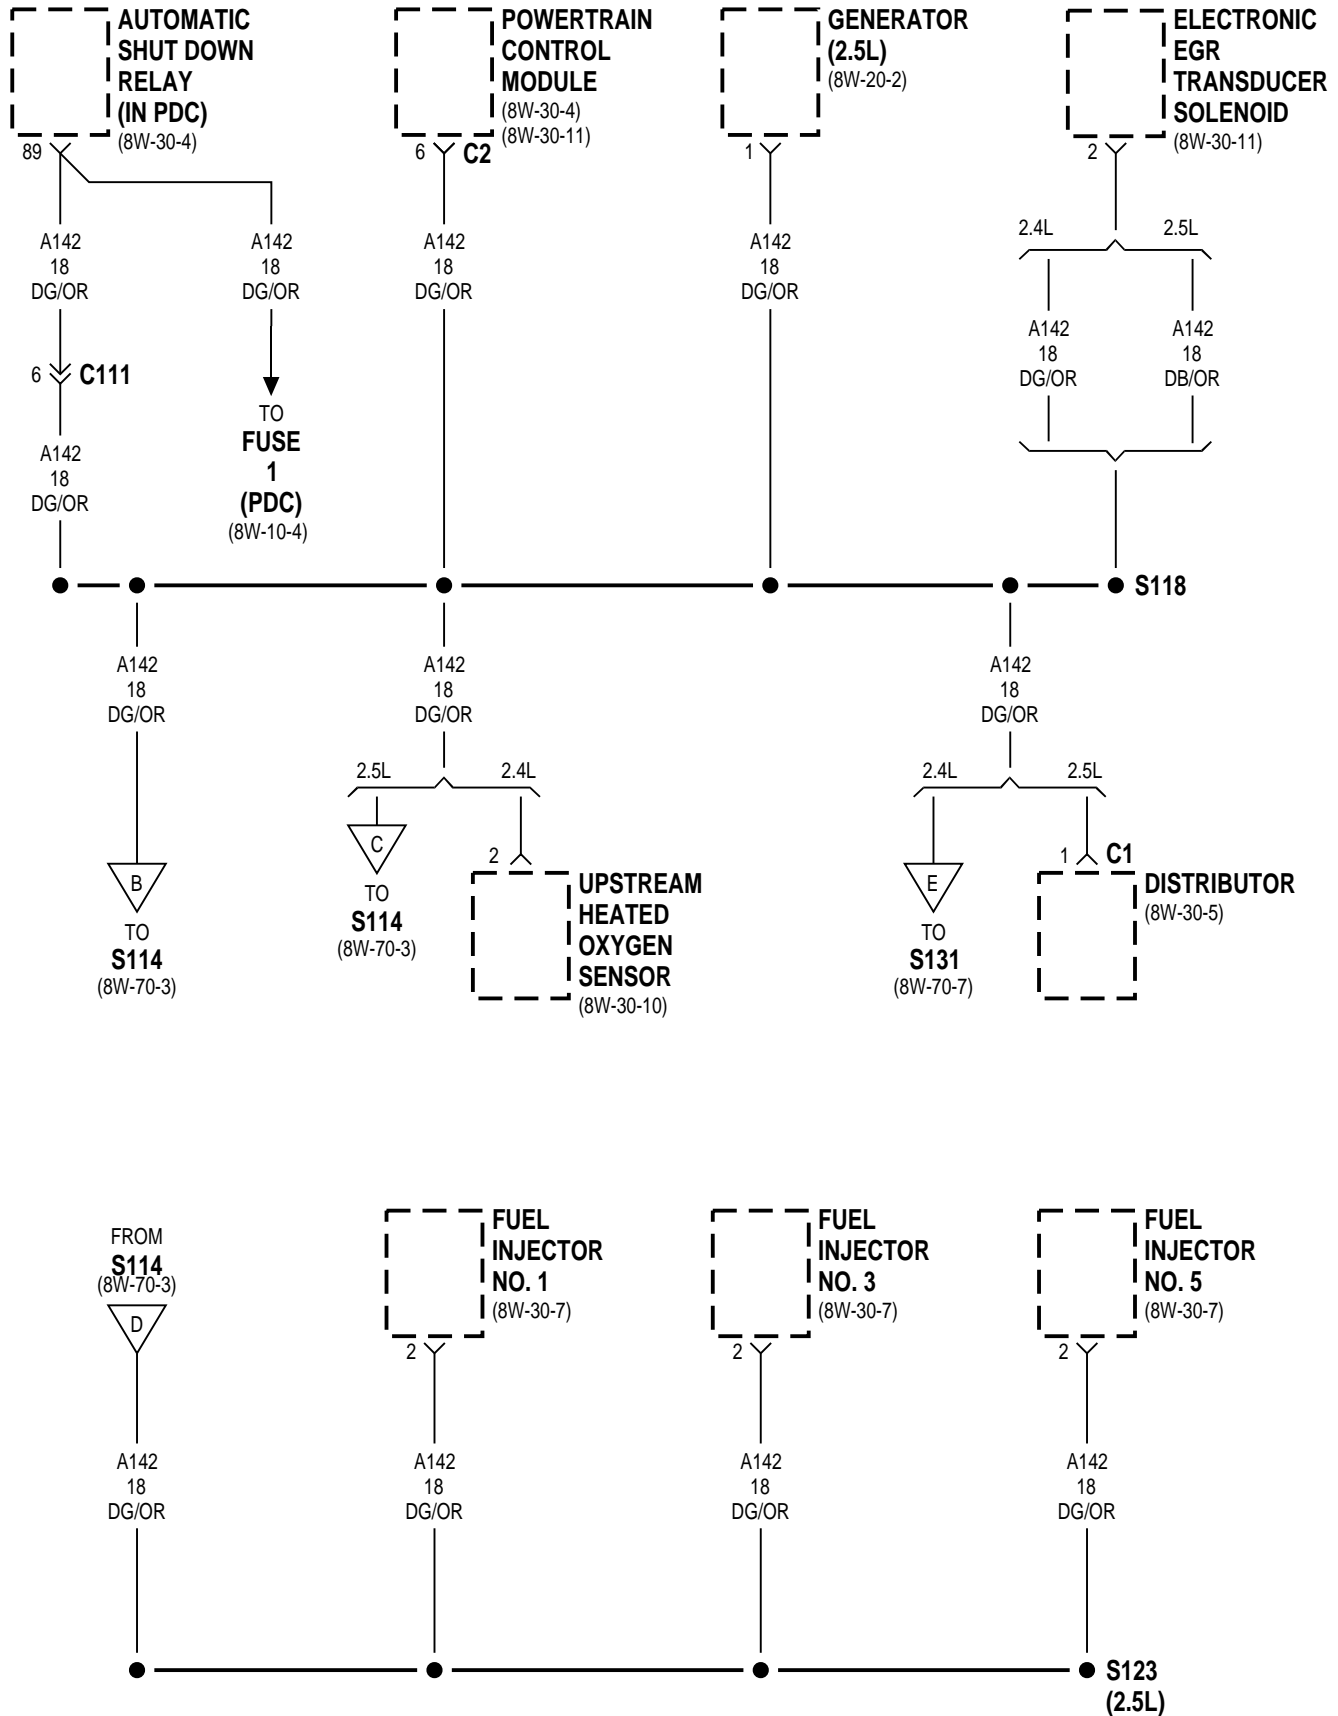 AUTOMATIC
SHUT DOWN
RELAY
(IN PDC)
(8W-30-4)
89
POWERTRAIN
CONTROL
MODULE
(8W-30-4)
(8W-30-11)
6
C2
GENERATOR
(2.5L)
(8W-20-2)
1
ELECTRONIC
EGR
TRANSDUCER
SOLENOID
(8W-30-11)
2
A142
18
DG/OR
A142
18
DG/OR
A142
18
DG/OR
A142
18
DG/OR
2.4L
2.5L
A142
18
DG/OR
A142
18
DB/OR
6
C111
A142
18
DG/OR
TO
FUSE
1
(PDC)
(8W-10-4)
S118
A142
18
DG/OR
A142
18
DG/OR
A142
18
DG/OR
B
TO
S114
(8W-70-3)
2.5L
2.4L
C
TO
S114
(8W-70-3)
2
UPSTREAM
HEATED
OXYGEN
SENSOR
(8W-30-10)
2.4L
2.5L
E
TO
S131
(8W-70-7)
1
C1
DISTRIBUTOR
(8W-30-5)
FROM
S114
(8W-70-3)
D
FUEL
INJECTOR
NO. 1
(8W-30-7)
2
FUEL
INJECTOR
NO. 3
(8W-30-7)
2
FUEL
INJECTOR
NO. 5
(8W-30-7)
2
A142
18
DG/OR
A142
18
DG/OR
A142
18
DG/OR
A142
18
DG/OR
S123
(2.5L)